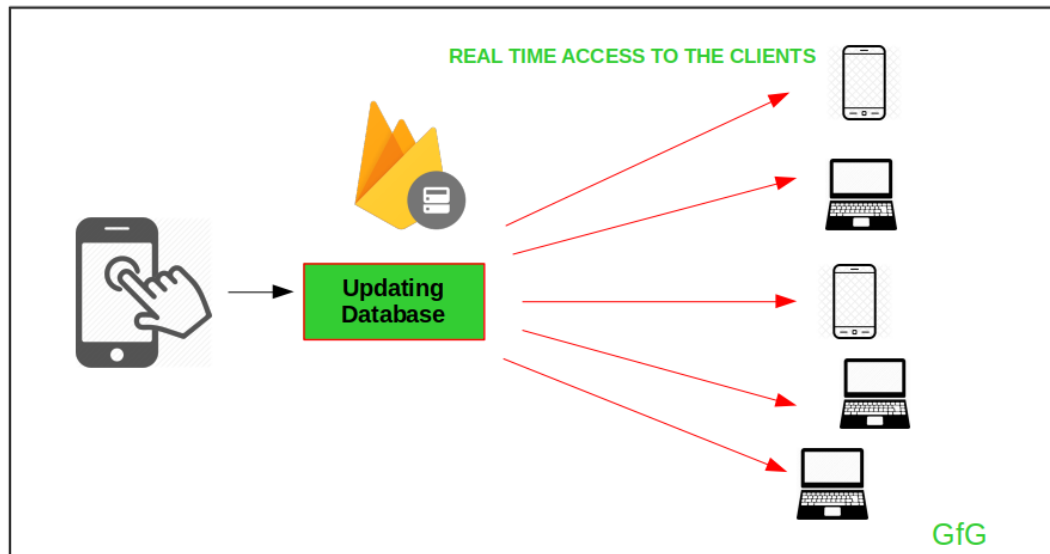 REAL TIME ACCESS TO THE CLIENTS
Updating
Database
GfG